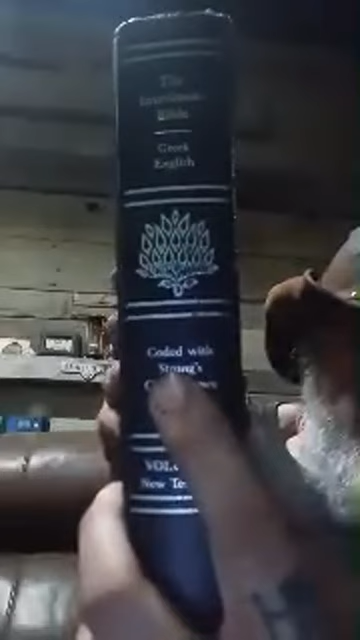 The
Interlinear
Bible
Greek
English
Coded with
Strong's
VOL
New Te